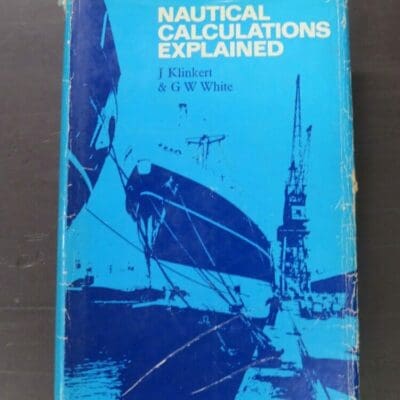 NAUTICAL
CALCULATIONS
EXPLAINED
J Klinkert
& G W White